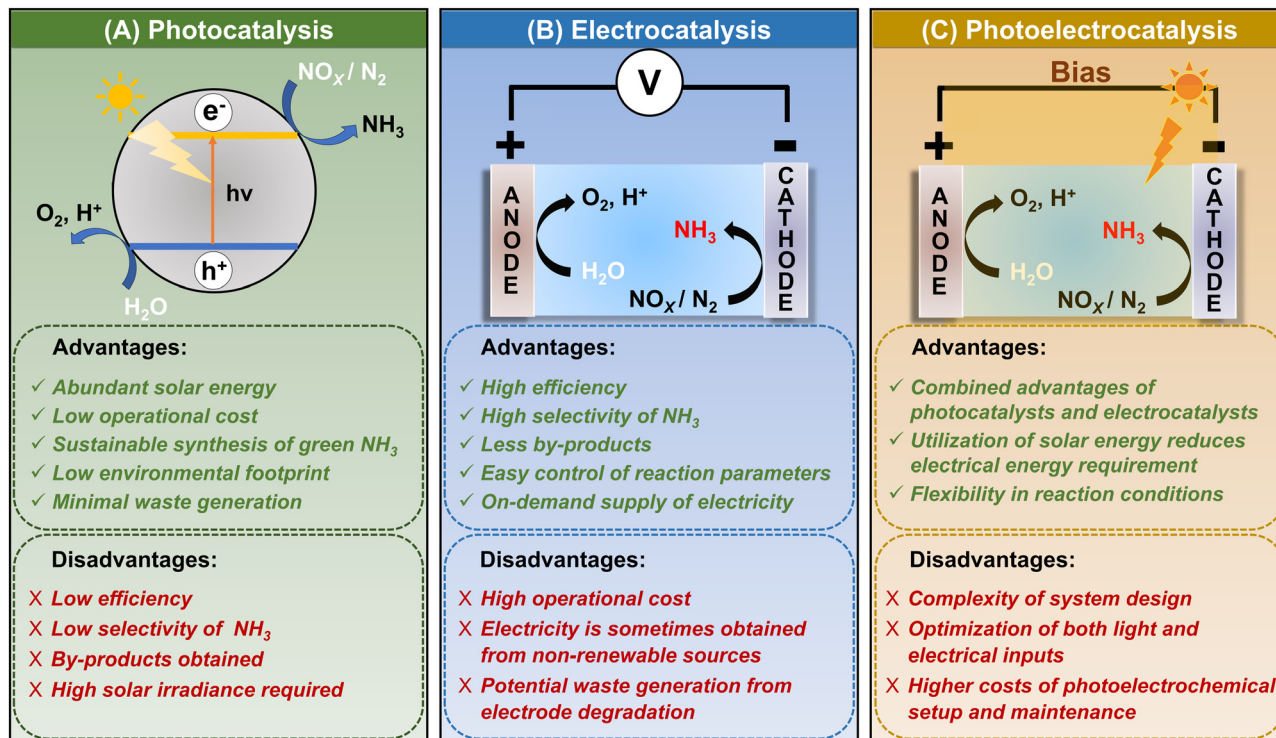 (A) Photocatalysis
NOX / N2
e-
NH3
hν
O2, H+
h+
H2O
Advantages:
✓ Abundant solar energy
✓ Low operational cost
✓ Sustainable synthesis of green NH3
✓ Low environmental footprint
✓ Minimal waste generation
Disadvantages:
X Low efficiency
X Low selectivity of NH3
X By-products obtained
X High solar irradiance required
(B) Electrocatalysis
V
+
-
ANODE
CATHODE
O2, H+
NH3
H2O
NOX / N2
Advantages:
✓ High efficiency
✓ High selectivity of NH3
✓ Less by-products
✓ Easy control of reaction parameters
✓ On-demand supply of electricity
Disadvantages:
X High operational cost
X Electricity is sometimes obtained
from non-renewable sources
X Potential waste generation from
electrode degradation
(C) Photoelectrocatalysis
Bias
+
-
ANODE
CATHODE
O2, H+
NH3
H2O
NOX / N2
Advantages:
✓ Combined advantages of
photocatalysts and electrocatalysts
✓ Utilization of solar energy reduces
electrical energy requirement
✓ Flexibility in reaction conditions
Disadvantages:
X Complexity of system design
X Optimization of both light and
electrical inputs
X Higher costs of photoelectrochemical
setup and maintenance